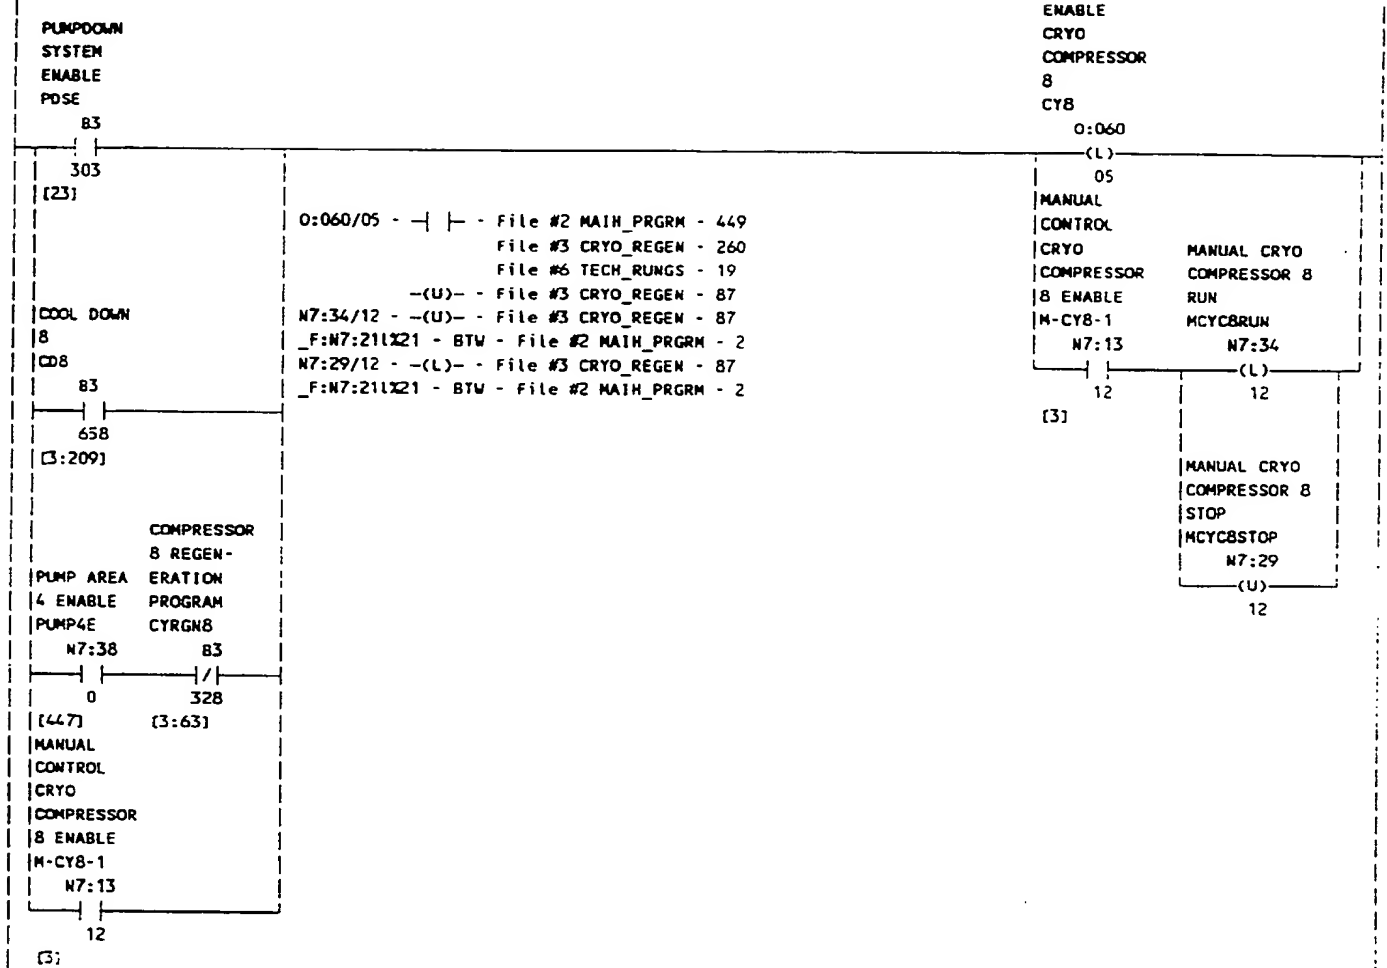 PUMPDOWN
SYSTEM
ENABLE
PDSE
B3
303
[23]
ENABLE
CRYO
COMPRESSOR
8
CY8
O:060
(L)
05
O:060/05 - —| |— - File #2 MAIN_PRGRM - 449
File #3 CRYO_REGEN - 260
File #6 TECH_RUNGS - 19
—(U)— - File #3 CRYO_REGEN - 87
N7:34/12 - —(U)— - File #3 CRYO_REGEN - 87
_F:N7:211%21 - BTW - File #2 MAIN_PRGRM - 2
N7:29/12 - —(L)— - File #3 CRYO_REGEN - 87
_F:N7:211%21 - BTW - File #2 MAIN_PRGRM - 2
COOL DOWN
8
CD8
B3
658
[3:209]
MANUAL
CONTROL
CRYO
COMPRESSOR
8 ENABLE
M-CY8-1
N7:13
12
[3]
MANUAL CRYO
COMPRESSOR 8
RUN
MCYC8RUN
N7:34
(L)
12
MANUAL CRYO
COMPRESSOR 8
STOP
MCYC8STOP
N7:29
(U)
12
PUMP AREA
4 ENABLE
PUMP4E
N7:38
0
[447]
COMPRESSOR
8 REGEN-
ERATION
PROGRAM
CYRGN8
B3
328
[3:63]
MANUAL
CONTROL
CRYO
COMPRESSOR
8 ENABLE
M-CY8-1
N7:13
12
[3]